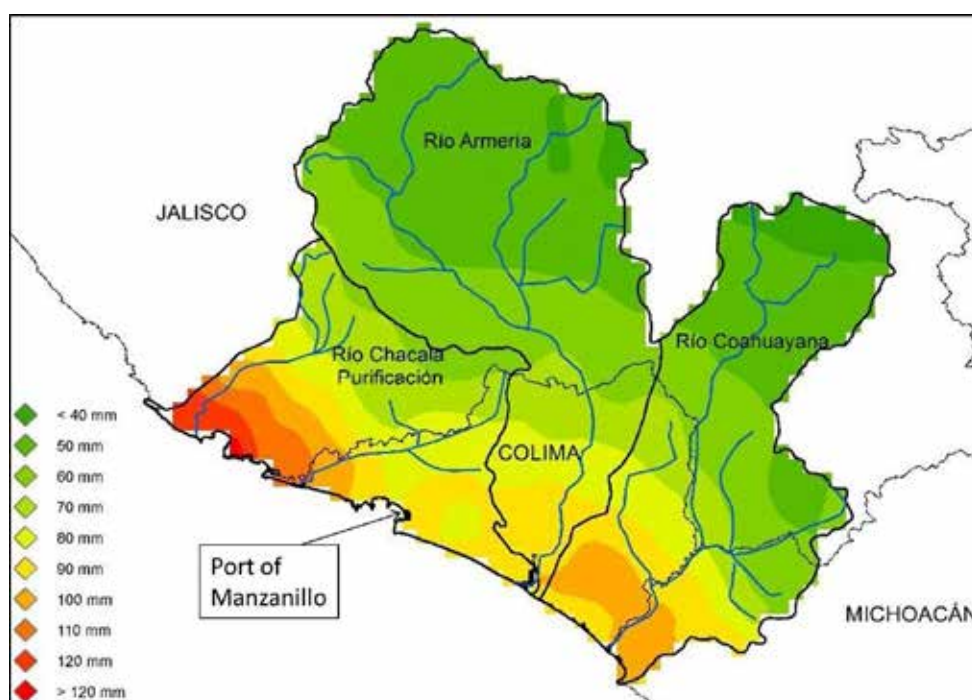 Río Armeria
JALISCO
Río Coahuayana
Río Chacala
Purificación
COLIMA
Port of
Manzanillo
MICHOACÁN
< 40 mm
50 mm
60 mm
70 mm
80 mm
90 mm
100 mm
110 mm
120 mm
> 120 mm